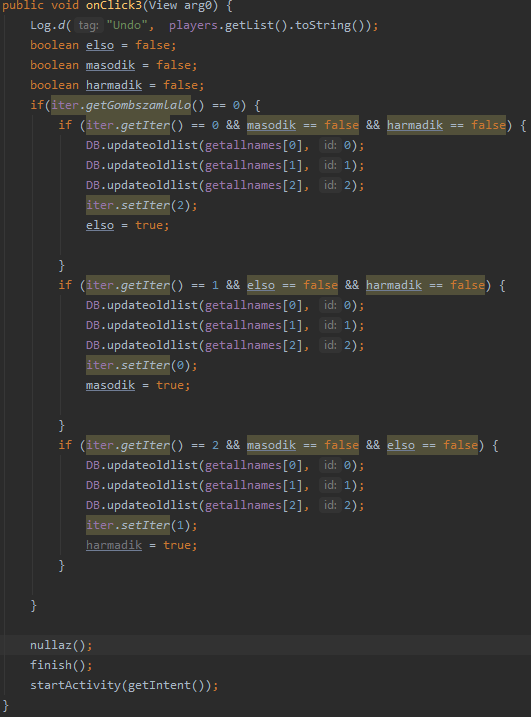 public void onClick3(View arg0) {
    Log.d( tag: "Undo",  players.getList().toString());
    boolean elso = false;
    boolean masodik = false;
    boolean harmadik = false;
    if(iter.getGombszamlalo() == 0) {
        if (iter.getIter() == 0 && masodik == false && harmadik == false) {
            DB.updateoldlist(getallnames[0], id: 0);
            DB.updateoldlist(getallnames[1], id: 1);
            DB.updateoldlist(getallnames[2], id: 2);
            iter.setIter(2);
            elso = true;
        }
        if (iter.getIter() == 1 && elso == false && harmadik == false) {
            DB.updateoldlist(getallnames[0], id: 0);
            DB.updateoldlist(getallnames[1], id: 1);
            DB.updateoldlist(getallnames[2], id: 2);
            iter.setIter(0);
            masodik = true;
        }
        if (iter.getIter() == 2 && masodik == false && elso == false) {
            DB.updateoldlist(getallnames[0], id: 0);
            DB.updateoldlist(getallnames[1], id: 1);
            DB.updateoldlist(getallnames[2], id: 2);
            iter.setIter(1);
            harmadik = true;
        }
    }
    nullaz();
    finish();
    startActivity(getIntent());
}